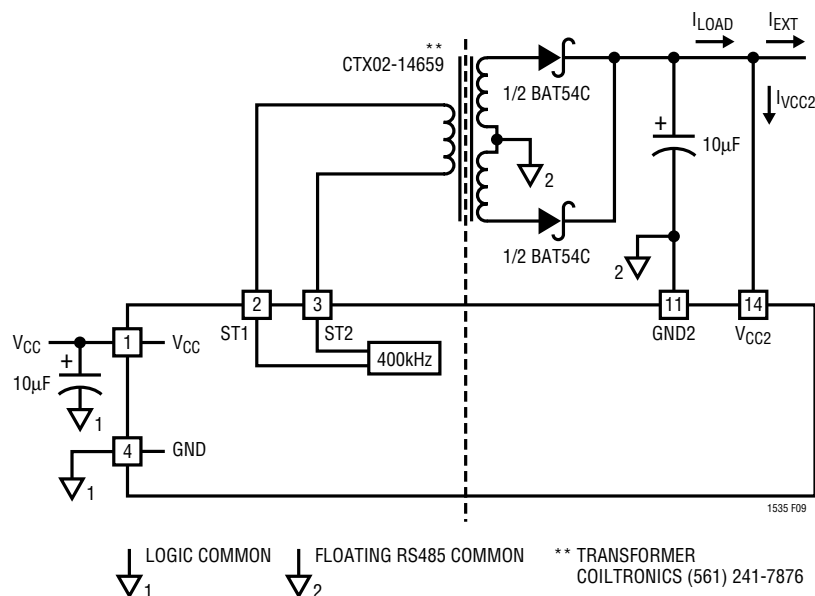 I_LOAD
I_EXT
**
CTX02-14659
1/2 BAT54C
I_VCC2
+
10µF
2
1/2 BAT54C
2
2
3
11
14
ST1
ST2
GND2
V_CC2
V_CC
1
V_CC
400kHz
+
10µF
1
4
GND
1
1535 F09
LOGIC COMMON
1
FLOATING RS485 COMMON
2
** TRANSFORMER
COILTRONICS (561) 241-7876